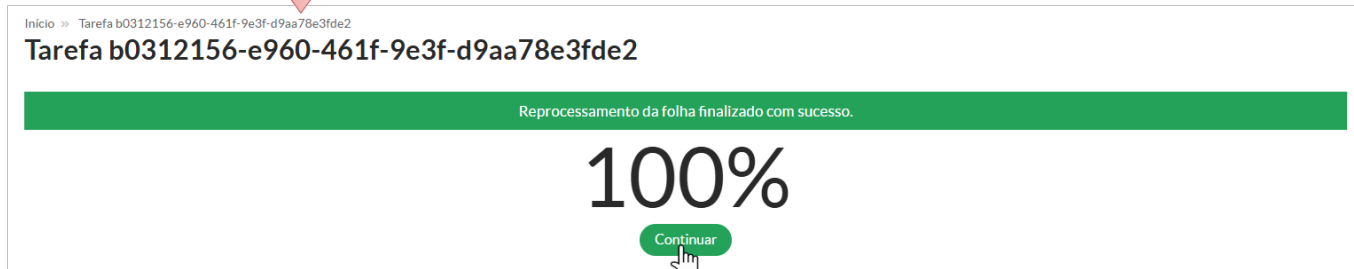 Início » Tarefa b0312156-e960-461f-9e3f-d9aa78e3fde2
Tarefa b0312156-e960-461f-9e3f-d9aa78e3fde2
Reprocessamento da folha finalizado com sucesso.
100%
Continuar